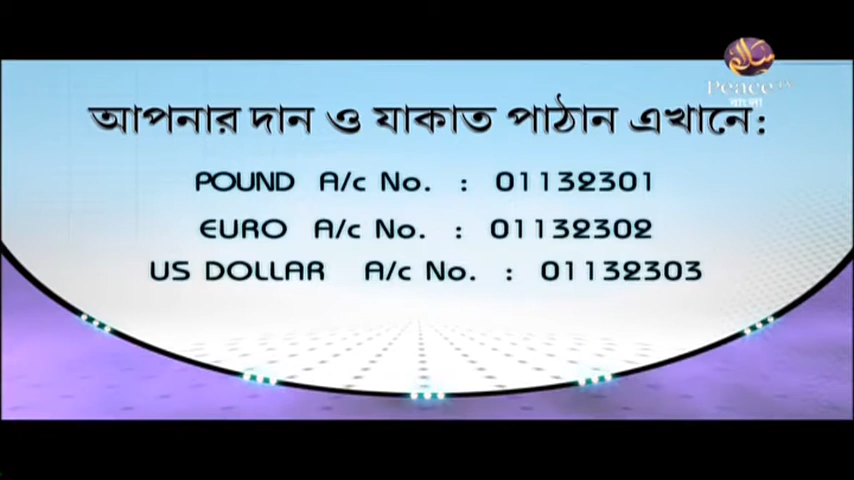 Peace TV
বাংলা
আপনার দান ও যাকাত পাঠান এখানে:
POUND A/c No. : 01132301
EURO A/c No. : 01132302
US DOLLAR A/c No. : 01132303